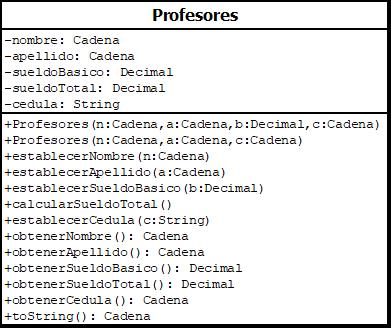 Profesores
-nombre: Cadena
-apellido: Cadena
-sueldoBasico: Decimal
-sueldoTotal: Decimal
-cedula: String
+Profesores(n:Cadena,a:Cadena,b:Decimal,c:Cadena)
+Profesores(n:Cadena,a:Cadena,c:Cadena)
+establecerNombre(n:Cadena)
+establecerApellido(a:Cadena)
+establecerSueldoBasico(b:Decimal)
+calcularSueldoTotal()
+establecerCedula(c:String)
+obtenerNombre(): Cadena
+obtenerApellido(): Cadena
+obtenerSueldoBasico(): Decimal
+obtenerSueldoTotal(): Decimal
+obtenerCedula(): Cadena
+toString(): Cadena